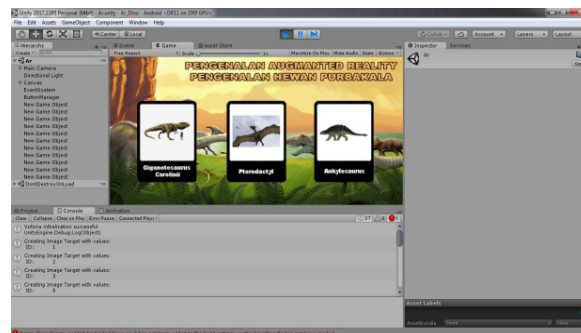 Unity 2017.2.0f3 Personal (64bit) - Ar.unity - Ar_Dino - Android <DX11 on DX9 GPU>
File Edit Assets GameObject Component Window Help
Center Local
Collab Account Layers Layout
Hierarchy Scene Game Asset Store Inspector Services
Create Free Aspect Scale 1x Maximize On Play Mute Audio Stats Gizmos
Ar
Ar
Main Camera
Directional Light
Canvas
EventSystem
ButtonManager
New Game Object
New Game Object
New Game Object
New Game Object
New Game Object
New Game Object
New Game Object
New Game Object
New Game Object
New Game Object
DontDestroyOnLoad
PENGENALAN AUGMANTED REALITY
PENGENALAN HEWAN PURBAKALA
Giganotosaurus
Carolinii
Pterodactyl
Ankylosaurus
Project Console Animation
Clear Collapse Clear on Play Error Pause Connected Player
Vuforia initialization successful
UnityEngine.Debug:Log(Object)
Creating Image Target with values:
ID: 1
Creating Image Target with values:
ID: 2
Creating Image Target with values:
ID: 3
Creating Image Target with values:
ID: 5
Asset Labels
AssetBundle None None